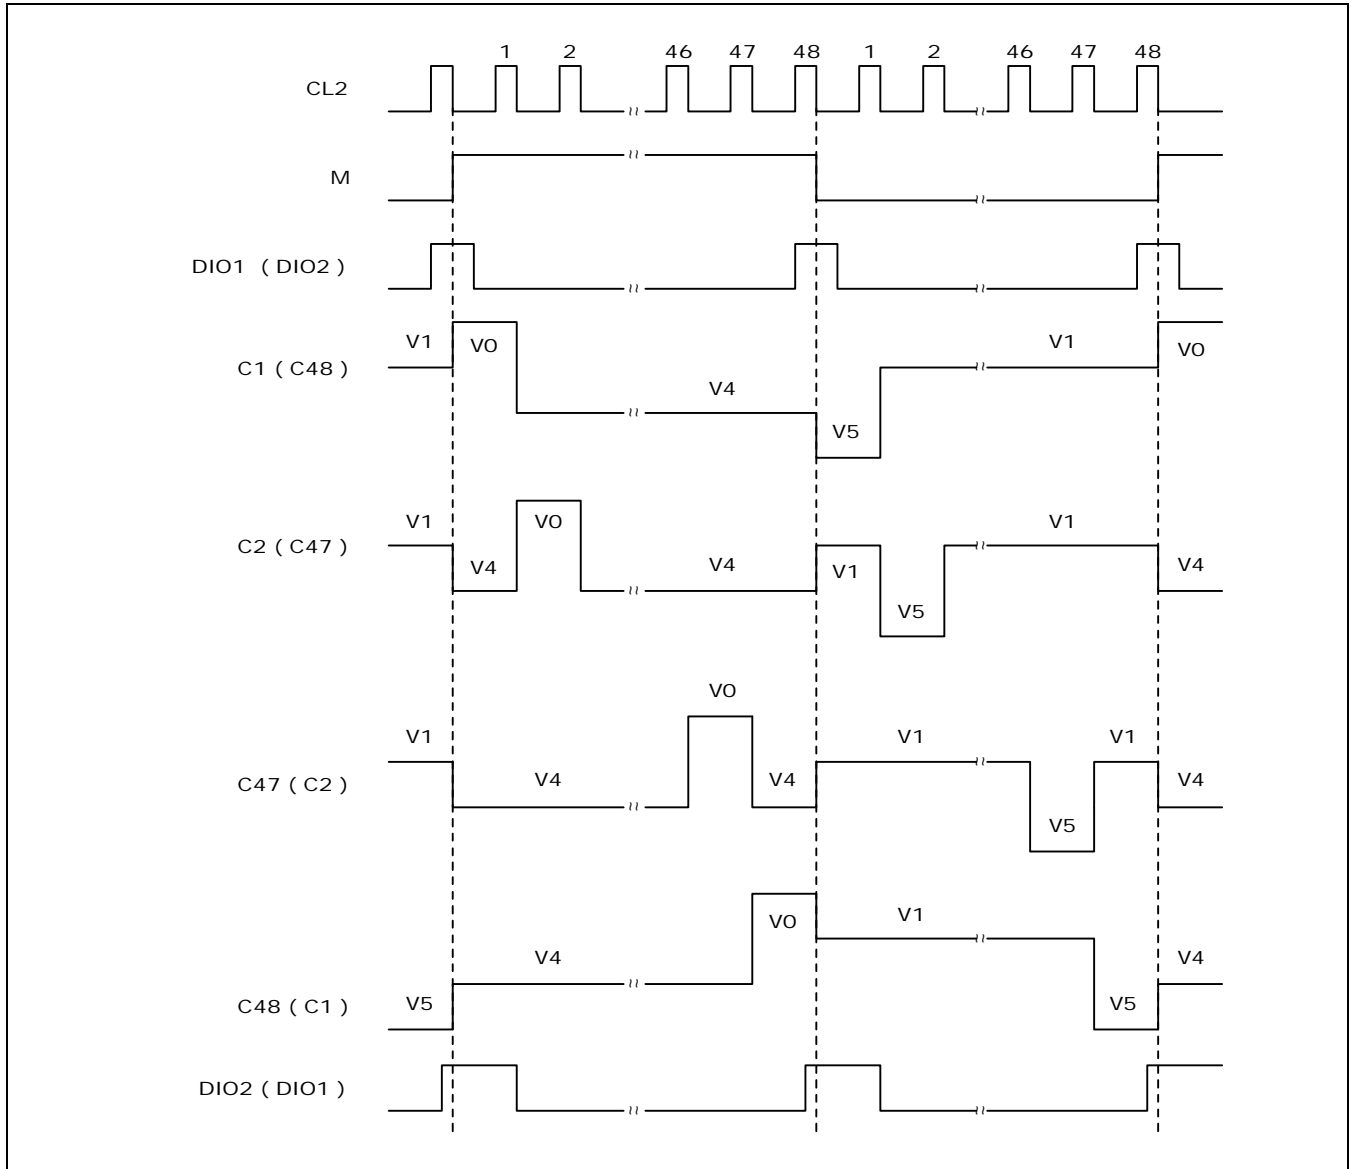 1 2 46 47 48 1 2 46 47 48
CL2
M
DIO1 ( DIO2 )
V1 V0 V4 V5 V1 V0
C1 ( C48 )
V1 V4 V0 V4 V1 V5 V1 V4
C2 ( C47 )
V1 V4 V0 V4 V1 V5 V1 V4
C47 ( C2 )
V5 V4 V0 V1 V5 V4
C48 ( C1 )
DIO2 ( DIO1 )